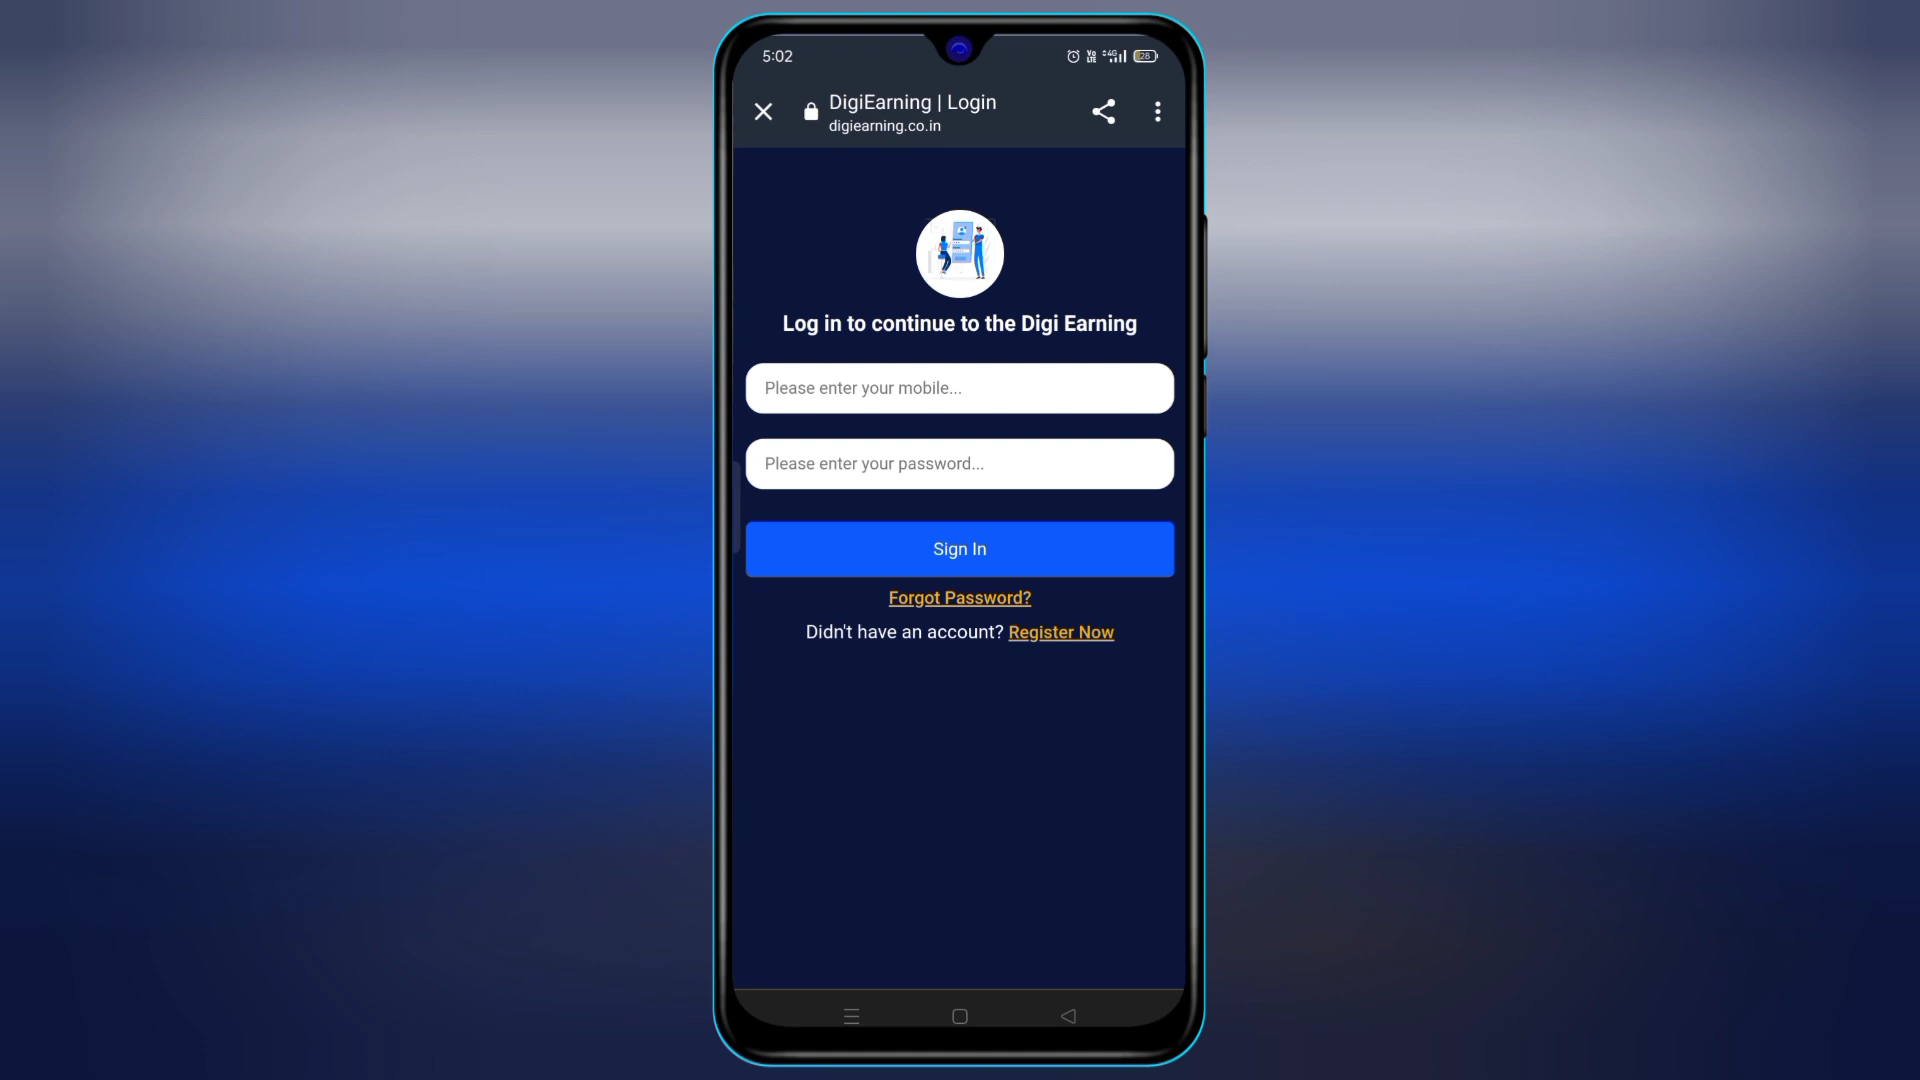 5:02
28
DigiEarning | Login
digiearning.co.in
Log in to continue to the Digi Earning
Please enter your mobile...
Please enter your password...
Sign In
Forgot Password?
Didn't have an account? Register Now